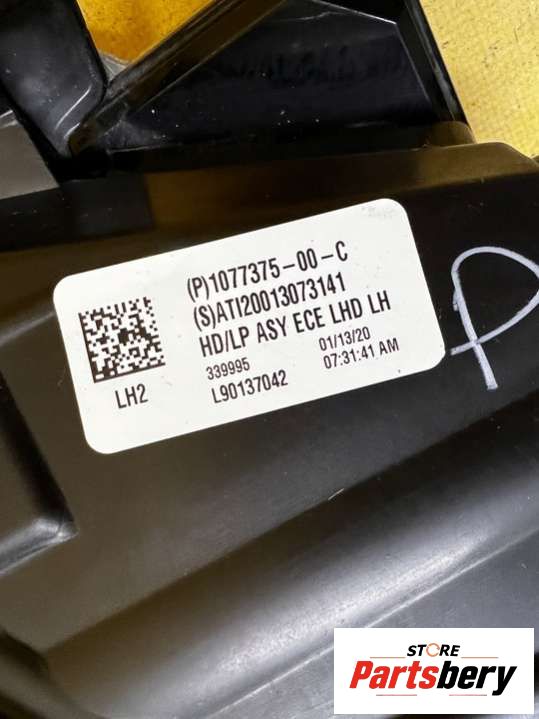 (P)1077375-00-C
(S)ATI20013073141
HD/LP ASY ECE LHD LH
339995 01/13/20
L90137042 07:31:41 AM
LH2
P
STORE
Partsbery